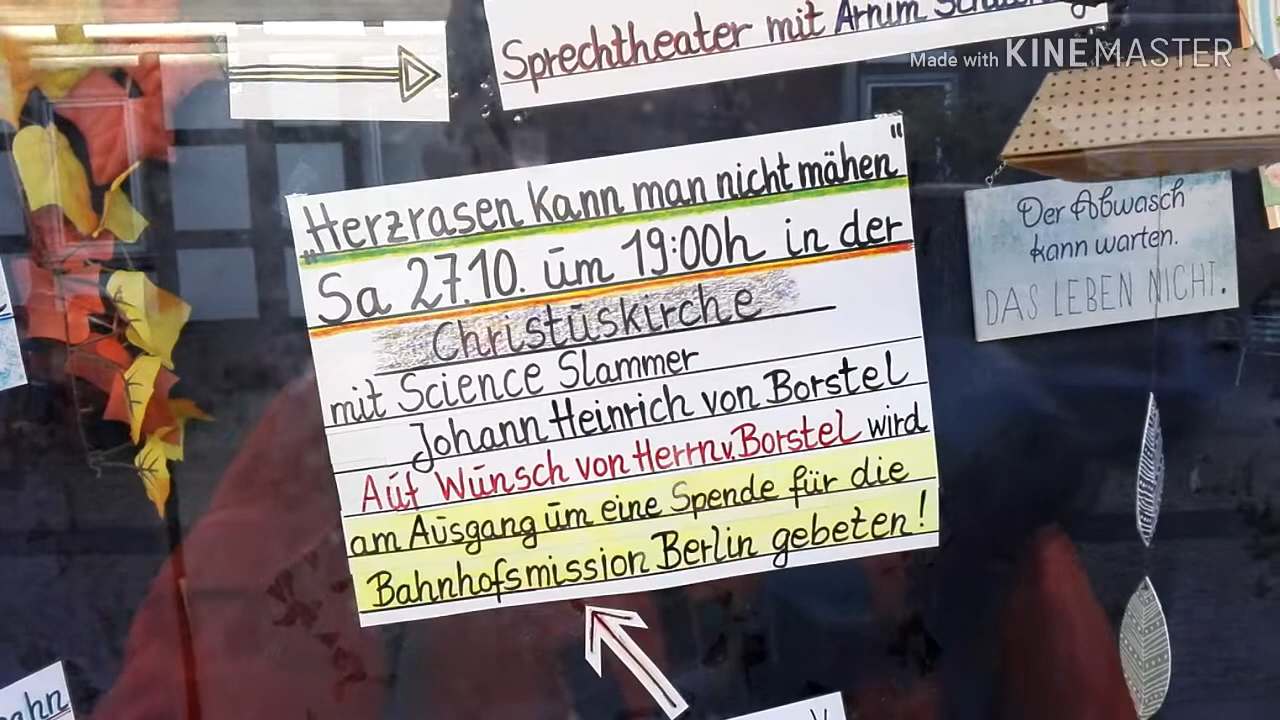 Sprechtheater mit Arnim
Made with KINEMASTER
„Herzrasen kann man nicht mähen"
Sa 27.10. um 19:00h in der
Christuskirche
mit Science Slammer
Johann Heinrich von Borstel
Auf Wunsch von Herrn v. Borstel wird
am Ausgang um eine Spende für die
Bahnhofsmission Berlin gebeten!
Der Abwasch
kann warten.
DAS LEBEN NICHT.